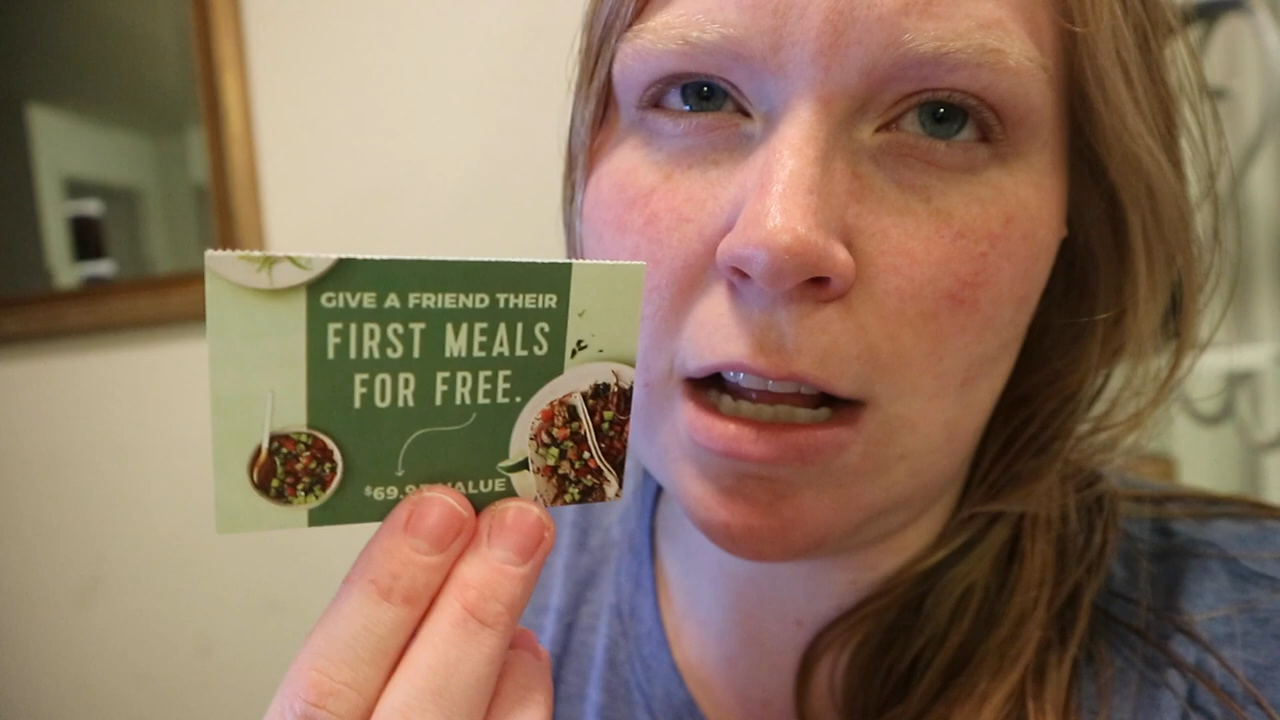 GIVE A FRIEND THEIR
FIRST MEALS
FOR FREE.
VALUE